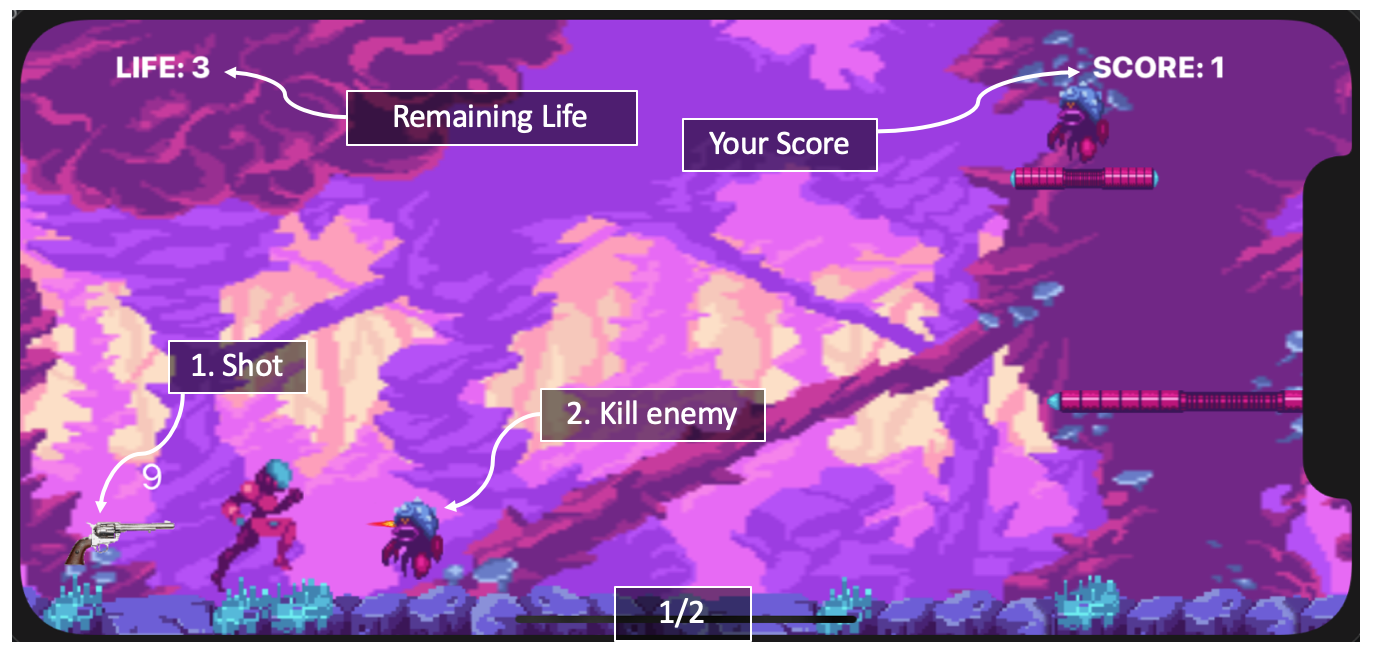 LIFE: 3
SCORE: 1
Remaining Life
Your Score
1. Shot
2. Kill enemy
9
1/2